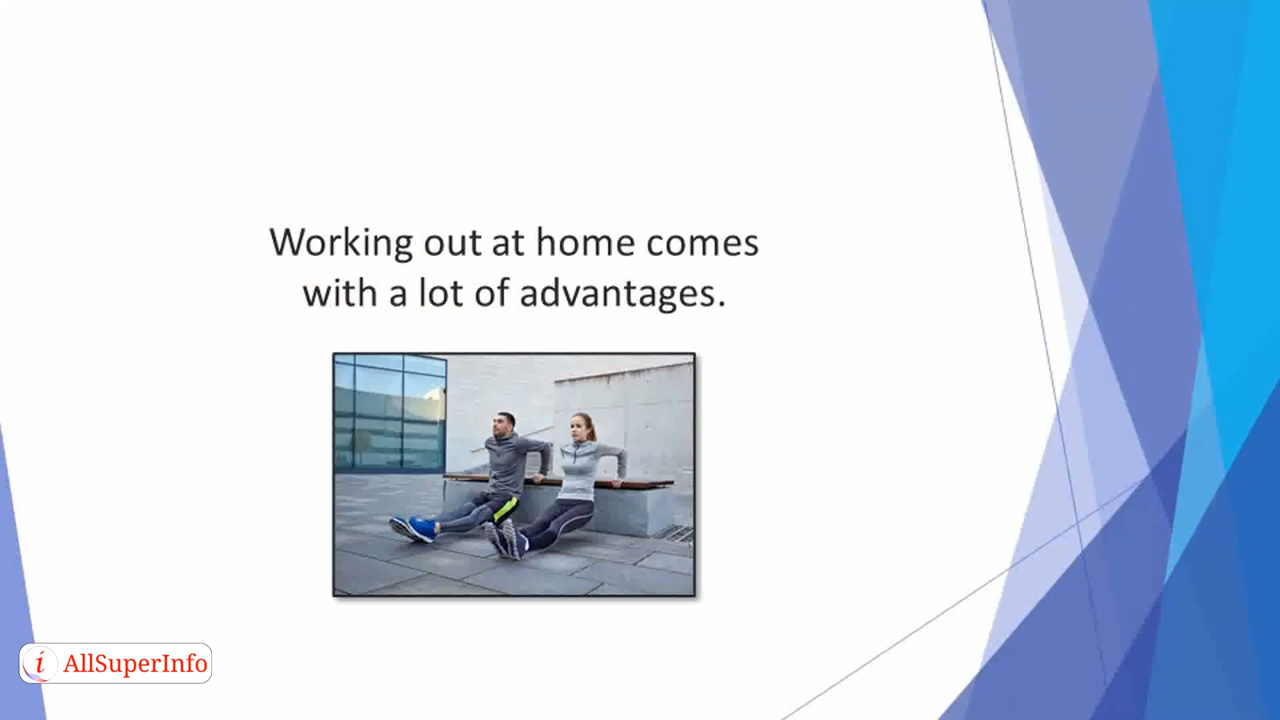 Working out at home comes
with a lot of advantages.
i AllSuperInfo